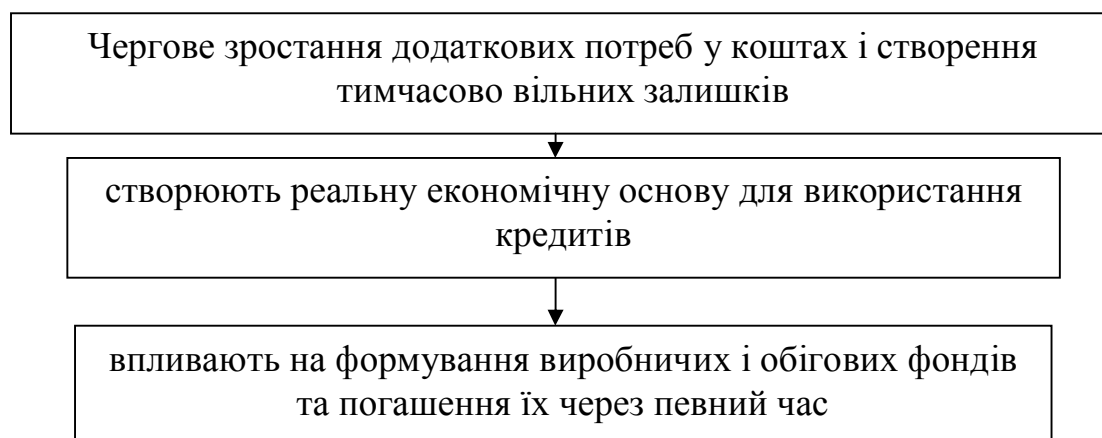 Чергове зростання додаткових потреб у коштах і створення
тимчасово вільних залишків
створюють реальну економічну основу для використання
кредитів
впливають на формування виробничих і обігових фондів
та погашення їх через певний час